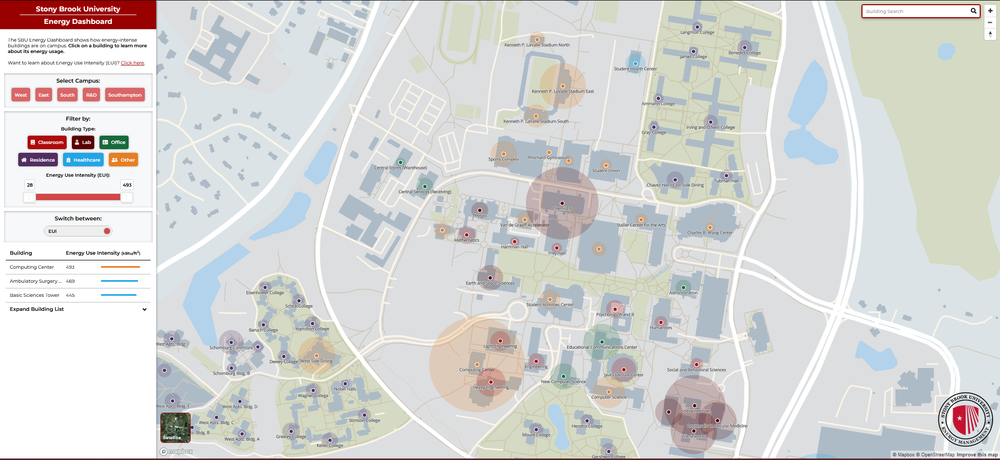 Stony Brook University
Energy Dashboard
The SBU Energy Dashboard shows how energy-intense
buildings are on campus. Click on a building to learn more
about its energy usage.
Want to learn about Energy Use Intensity (EUI)? Click here.
Select Campus:
West East South R&D Southampton
Filter by:
Building Type:
Classroom Lab Office
Residence Healthcare Other
Energy Use Intensity (EUI):
28 493
Switch between:
EUI
Building Energy Use Intensity (kBtu/ft²)
Computing Center 493
Ambulatory Surgery ... 469
Basic Sciences Tower 445
Expand Building List
Building Search
Langmuir College
Kenneth P. LaValle Stadium North
Benedict College
James College
Student Health Center
Kenneth P. LaValle Stadium East
Ammann College
Kenneth P. LaValle Stadium South
Irving and O'Neill College
Gray College
Sports Complex
Pritchard Gymnasium
Central Stores (Warehouse)
Student Union
Tubman Hall
Chavez Hall / East Side Dining
Central Services (Receiving)
Chemistry
Physics
Van de Graaff Accelerator
Staller Center for the Arts
Charles B. Wang Center
Mathematics
Harriman Hall
Frey Hall
Earth and Space Sciences
Eisenhower College
Administration
Schick College
Student Activities Center
Psychology A and B
Baruch College
Hamilton College
Humanities
West Apts. Bldg. I
Schomburg Commons
Light Engineering
Educational Communications Center
Dewey College
West Side Dining
Engineering
Computing Center
Social and Behavioral Sciences
Schomburg Bldg. B
Javits Lecture Center
New Computer Science
Heavy Engineering
Nobel Halls
Wagner College
Computer Science
West Apts. Bldg. E
West Apts. Bldg. D
Bioengineering
Stimson College
West Apts. Bldg. C
Hendrix College
Centers for Molecular Medicine
ts. Bldg. B
Mount College
Greeley College
Life Sciences
West Apts. Bldg. A
Satellite
Keller College
Gershwin College
mapbox
STONY BROOK UNIVERSITY
ENERGY MANAGEMENT
© Mapbox © OpenStreetMap Improve this map